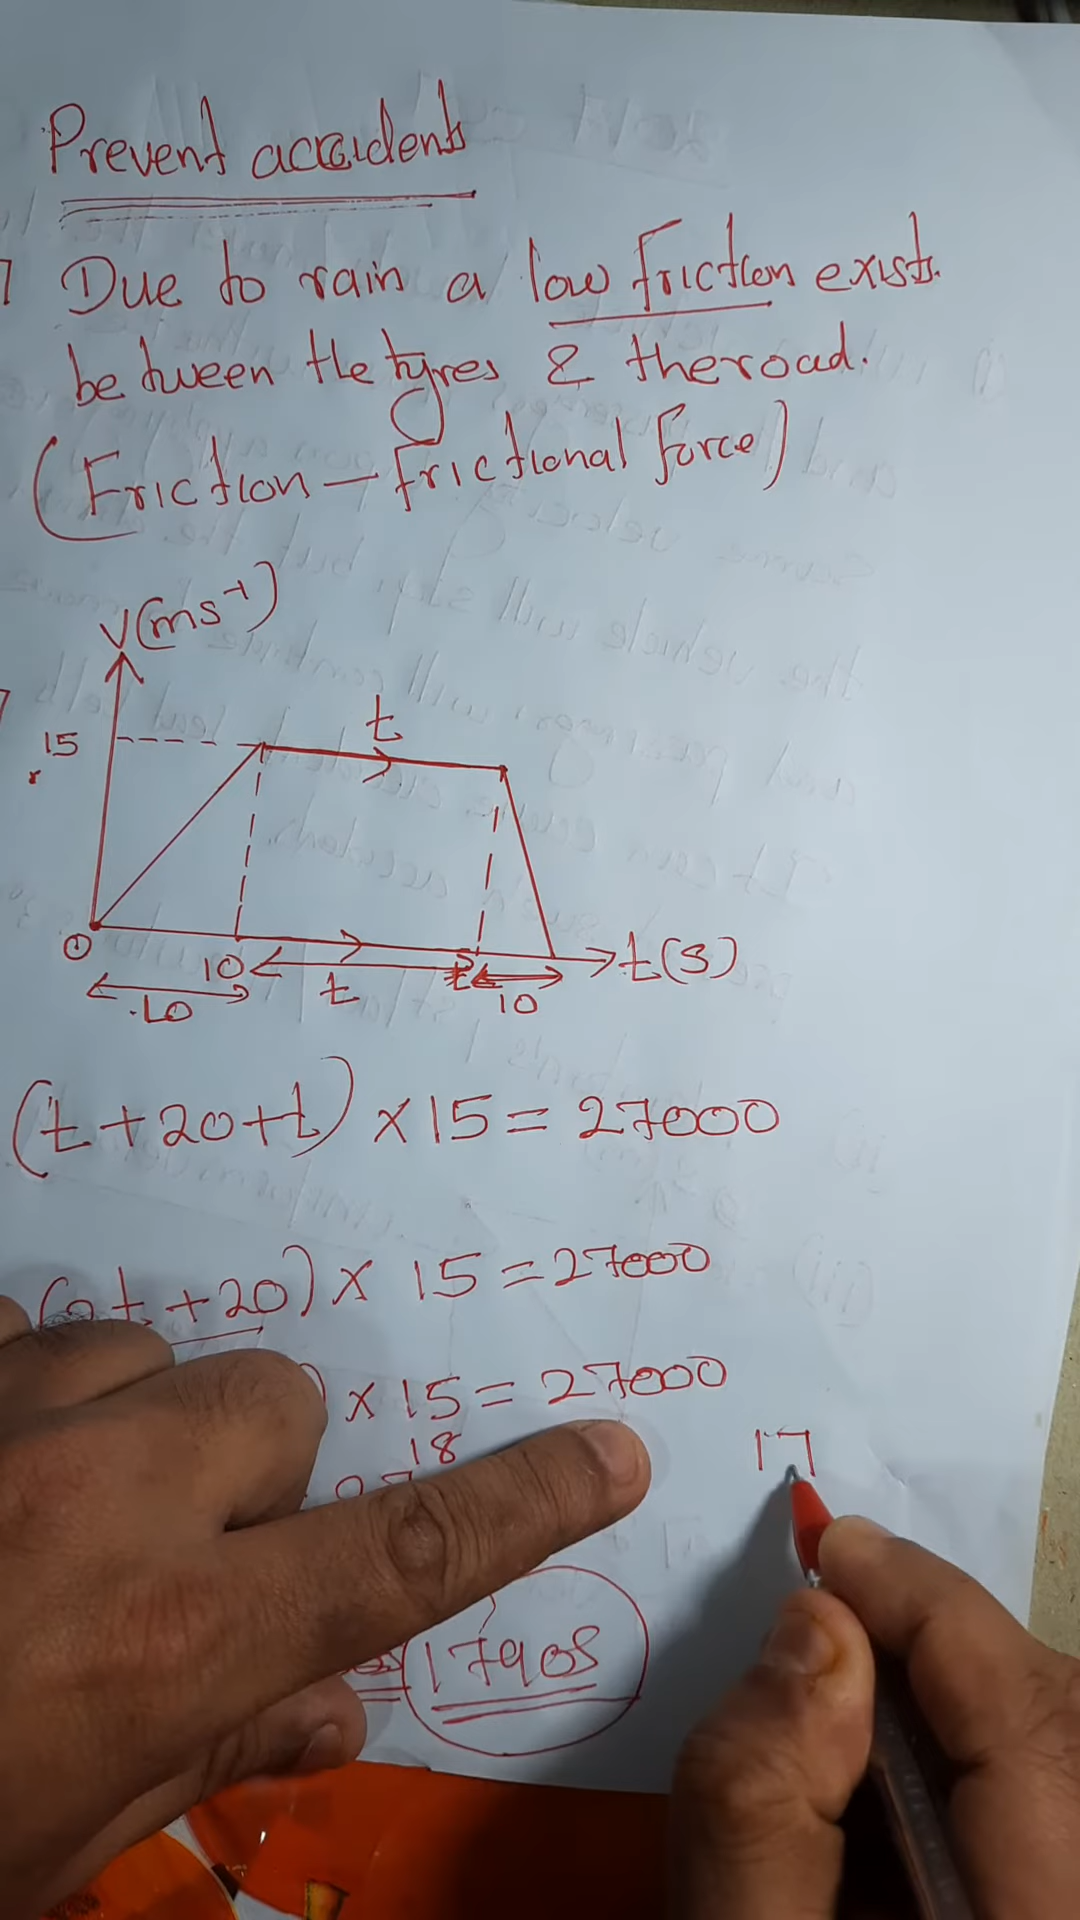 Prevent accidents
Due to rain a low friction exists.
between the tyres & the road.
(Friction – frictional force)
V(ms⁻¹)
15
t
0
10
t
t(s)
10
10
(t+20+t) ×15 = 27000
t +20) × 15 = 27000
) ×15 = 27000
18
17
1790s